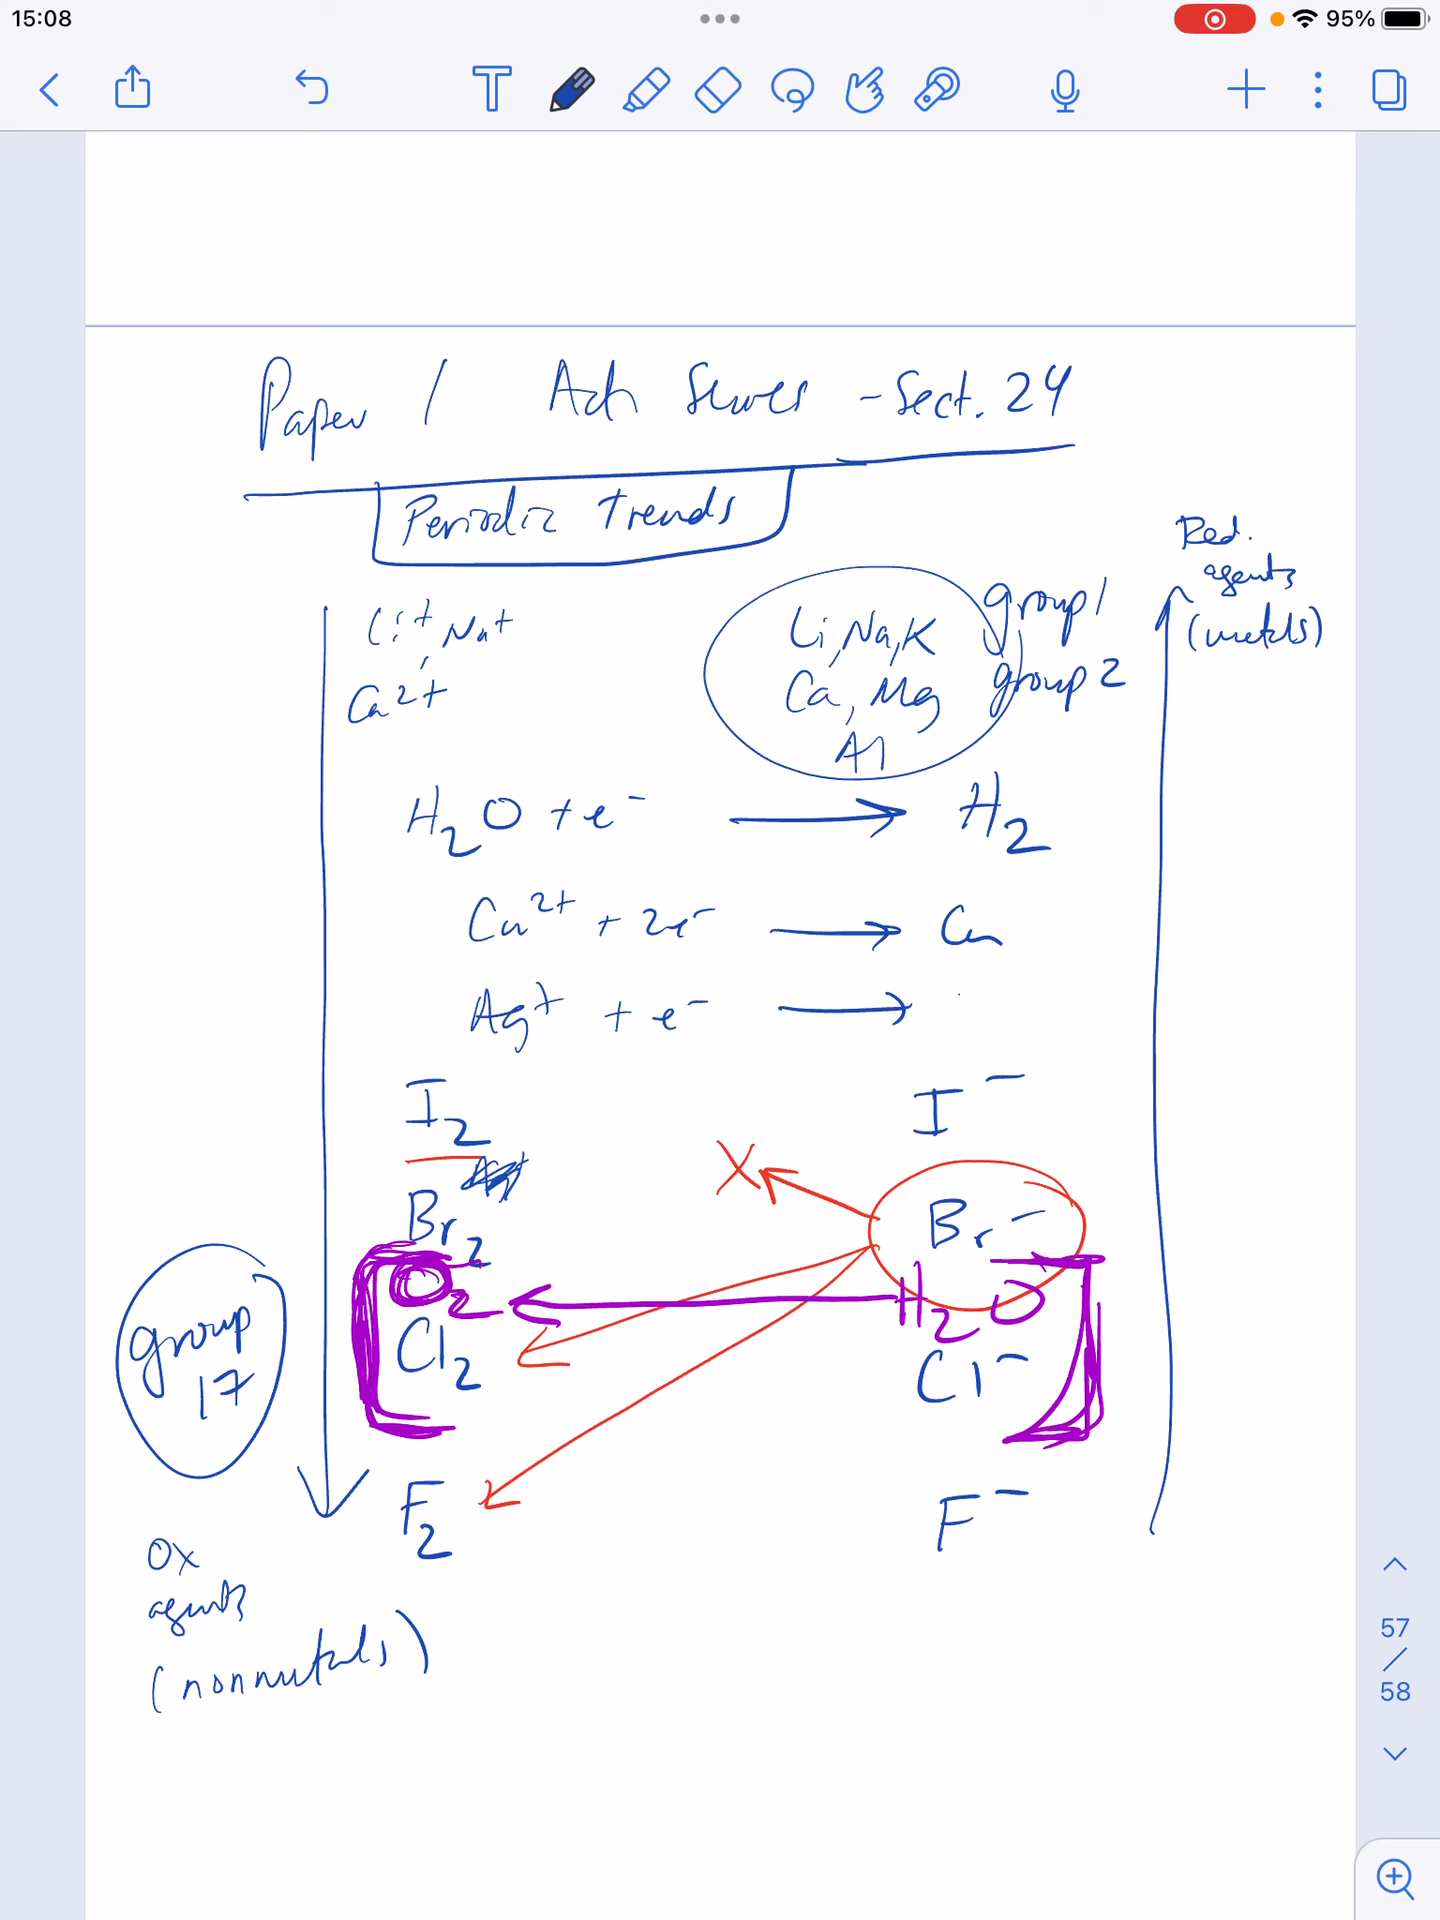 15:08
95%
Paper 1 Act Series - Sect. 24
Periodic Trends
Red.
agents
(metals)
Li+, Na+
Ca2+
Li, Na, K group 1
Ca, Mg group 2
Al
H2O + e- → H2
Cu2+ + 2e- → Cu
Ag+ + e- →
I2 I-
X
Br2 Br-
O2 H2O
Cl2 Cl-
group
17
F2 F-
Ox
agents
(nonmetals)
57
/
58